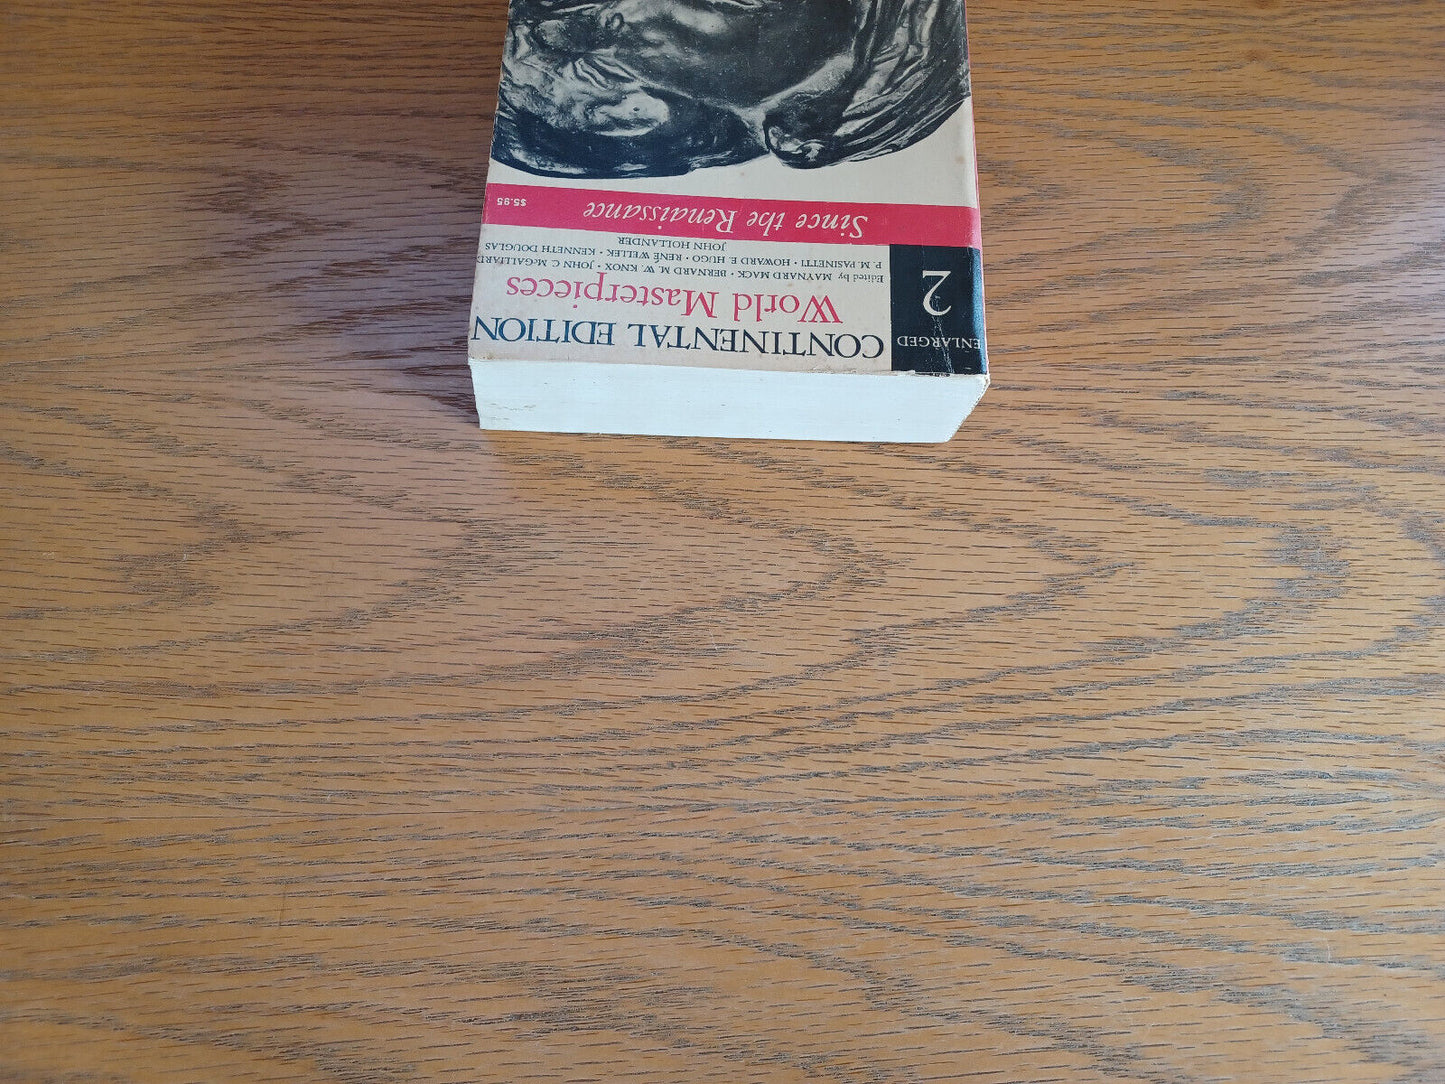 ENLARGED
2
CONTINENTAL EDITION
World Masterpieces
Edited by MAYNARD MACK · BERNARD M. W. KNOX · JOHN C. McGALLIARD
P. M. PASINETTI · HOWARD E. HUGO · RENÉ WELLEK · KENNETH DOUGLAS
JOHN HOLLANDER
Since the Renaissance
$5.95